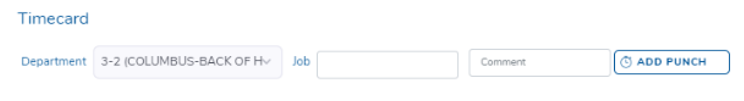 Timecard
Department 3-2 (COLUMBUS-BACK OF H Job Comment ADD PUNCH